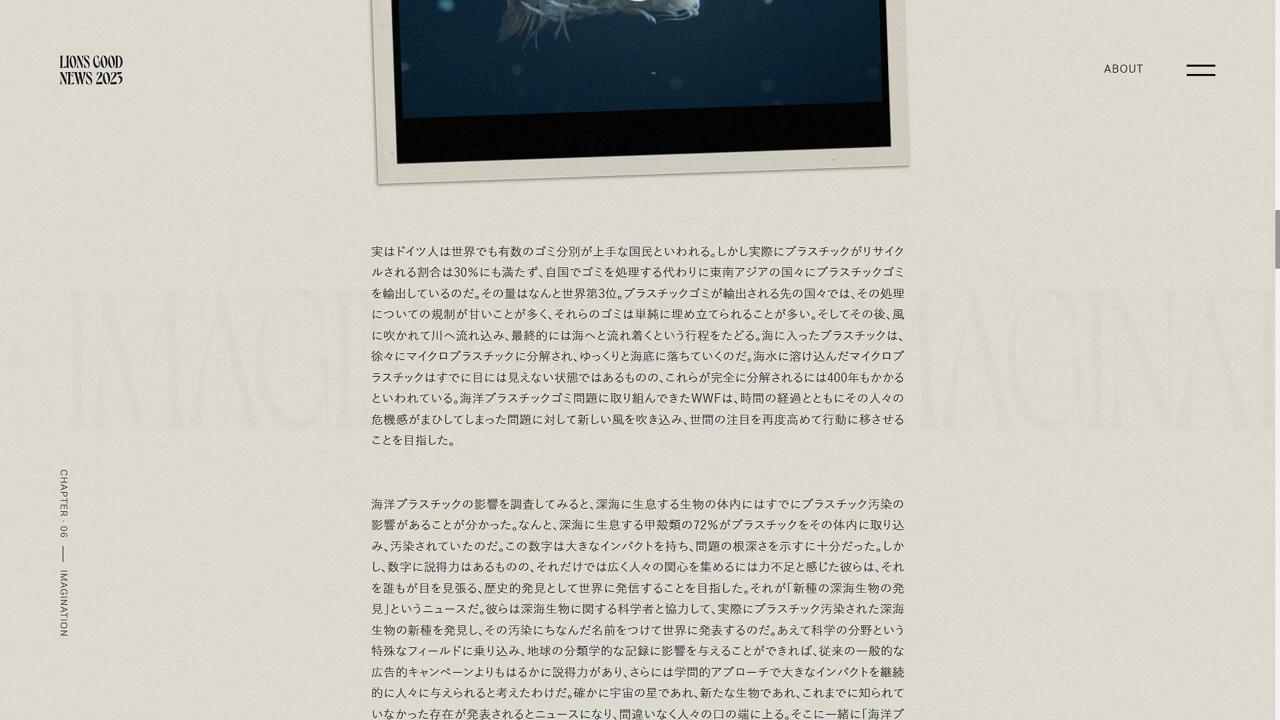 LIONS GOOD
NEWS 2023
ABOUT
実はドイツ人は世界でも有数のゴミ分別が上手な国民といわれる。しかし実際にプラスチックがリサイク
ルされる割合は30%にも満たず、自国でゴミを処理する代わりに東南アジアの国々にプラスチックゴミ
を輸出しているのだ。その量はなんと世界第3位。プラスチックゴミが輸出される先の国々では、その処理
についての規制が甘いことが多く、それらのゴミは単純に埋め立てられることが多い。そしてその後、風
に吹かれて川へ流れ込み、最終的には海へと流れ着くという行程をたどる。海に入ったプラスチックは、
徐々にマイクロプラスチックに分解され、ゆっくりと海底に落ちていくのだ。海水に溶け込んだマイクロプ
ラスチックはすでに目には見えない状態ではあるものの、これらが完全に分解されるには400年もかかる
といわれている。海洋プラスチックゴミ問題に取り組んできたWWFは、時間の経過とともにその人々の
危機感がまひしてしまった問題に対して新しい風を吹き込み、世間の注目を再度高めて行動に移させる
ことを目指した。
海洋プラスチックの影響を調査してみると、深海に生息する生物の体内にはすでにプラスチック汚染の
影響があることが分かった。なんと、深海に生息する甲殻類の72%がプラスチックをその体内に取り込
み、汚染されていたのだ。この数字は大きなインパクトを持ち、問題の根深さを示すに十分だった。しか
し、数字に説得力はあるものの、それだけでは広く人々の関心を集めるには力不足と感じた彼らは、それ
を誰もが目を見張る、歴史的発見として世界に発信することを目指した。それが「新種の深海生物の発
見」というニュースだ。彼らは深海生物に関する科学者と協力して、実際にプラスチック汚染された深海
生物の新種を発見し、その汚染にちなんだ名前をつけて世界に発表するのだ。あえて科学の分野という
特殊なフィールドに乗り込み、地球の分類学的な記録に影響を与えることができれば、従来の一般的な
広告的キャンペーンよりもはるかに説得力があり、さらには学問的アプローチで大きなインパクトを継続
的に人々に与えられると考えたわけだ。確かに宇宙の星であれ、新たな生物であれ、これまでに知られて
いなかった存在が発表されるとニュースになり、間違いなく人々の口の端に上る。そこに一緒に「海洋プ
CHAPTER · 06 — IMAGINATION